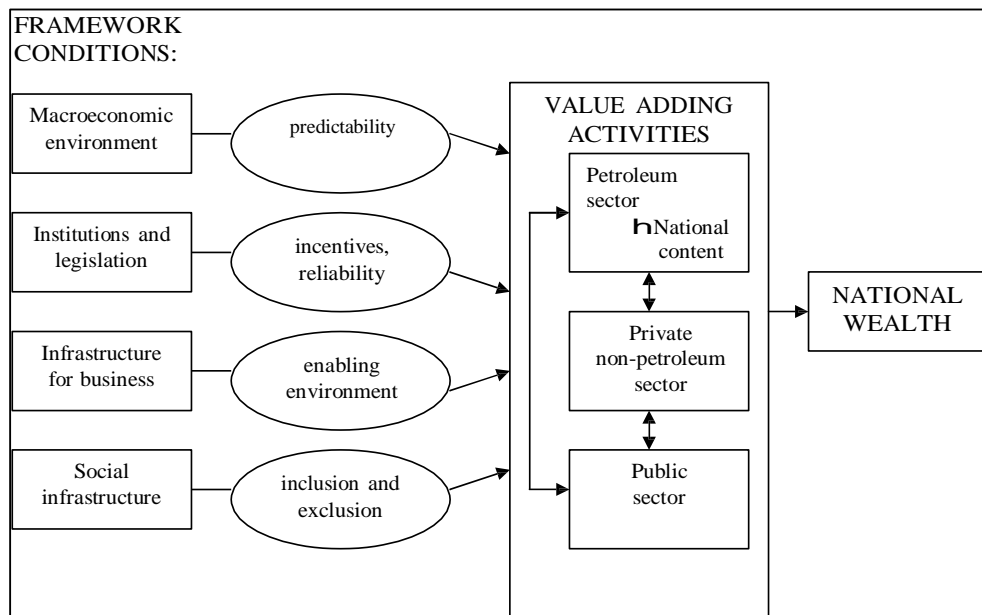 FRAMEWORK
CONDITIONS:
Macroeconomic
environment
predictability
Institutions and
legislation
incentives,
reliability
Infrastructure
for business
enabling
environment
Social
infrastructure
inclusion and
exclusion
VALUE ADDING
ACTIVITIES
Petroleum
sector
National
content
Private
non-petroleum
sector
Public
sector
NATIONAL
WEALTH